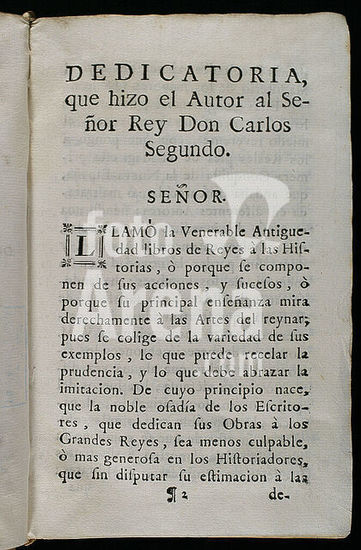 DEDICATORIA,
que hizo el Autor al Se-
ñor Rey Don Carlos
Segundo.
SEÑOR.
LLAMÓ la Venerable Antigue-
dad libros de Reyes à las Hiſ-
torias, ò porque ſe compo-
nen de sus acciones, y suceſos, ò
porque ſu principal enſeñanza mira
derechamente à las Artes del reynar;
pues ſe colige de la variedad de sus
exemplos, lo que puede recelar la
prudencia, y lo que debe abrazar la
imitacion. De cuyo principio nace,
que la noble oſadía de los Eſcrito-
res, que dedican sus Obras à los
Grandes Reyes, ſea menos culpable,
ò mas generoſa en los Hiſtoriadores,
que ſin diſputar ſu eſtimacion à las
¶ 2 de-